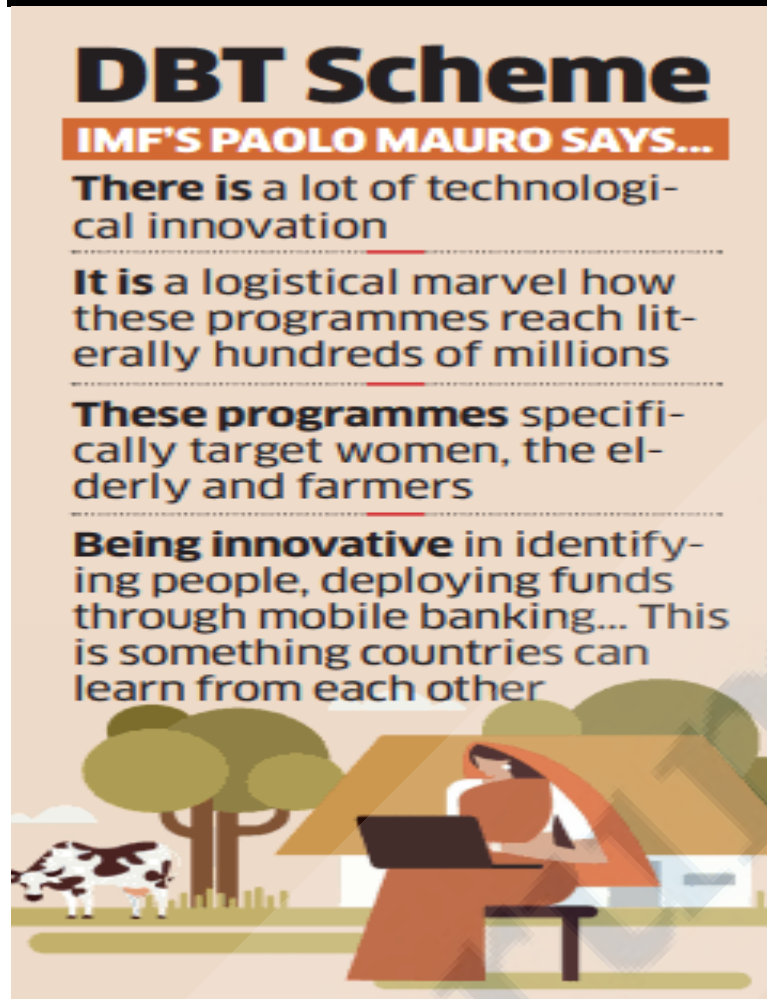 DBT Scheme
IMF'S PAOLO MAURO SAYS...
There is a lot of technologi-
cal innovation
It is a logistical marvel how
these programmes reach lit-
erally hundreds of millions
These programmes specifi-
cally target women, the el-
derly and farmers
Being innovative in identify-
ing people, deploying funds
through mobile banking... This
is something countries can
learn from each other